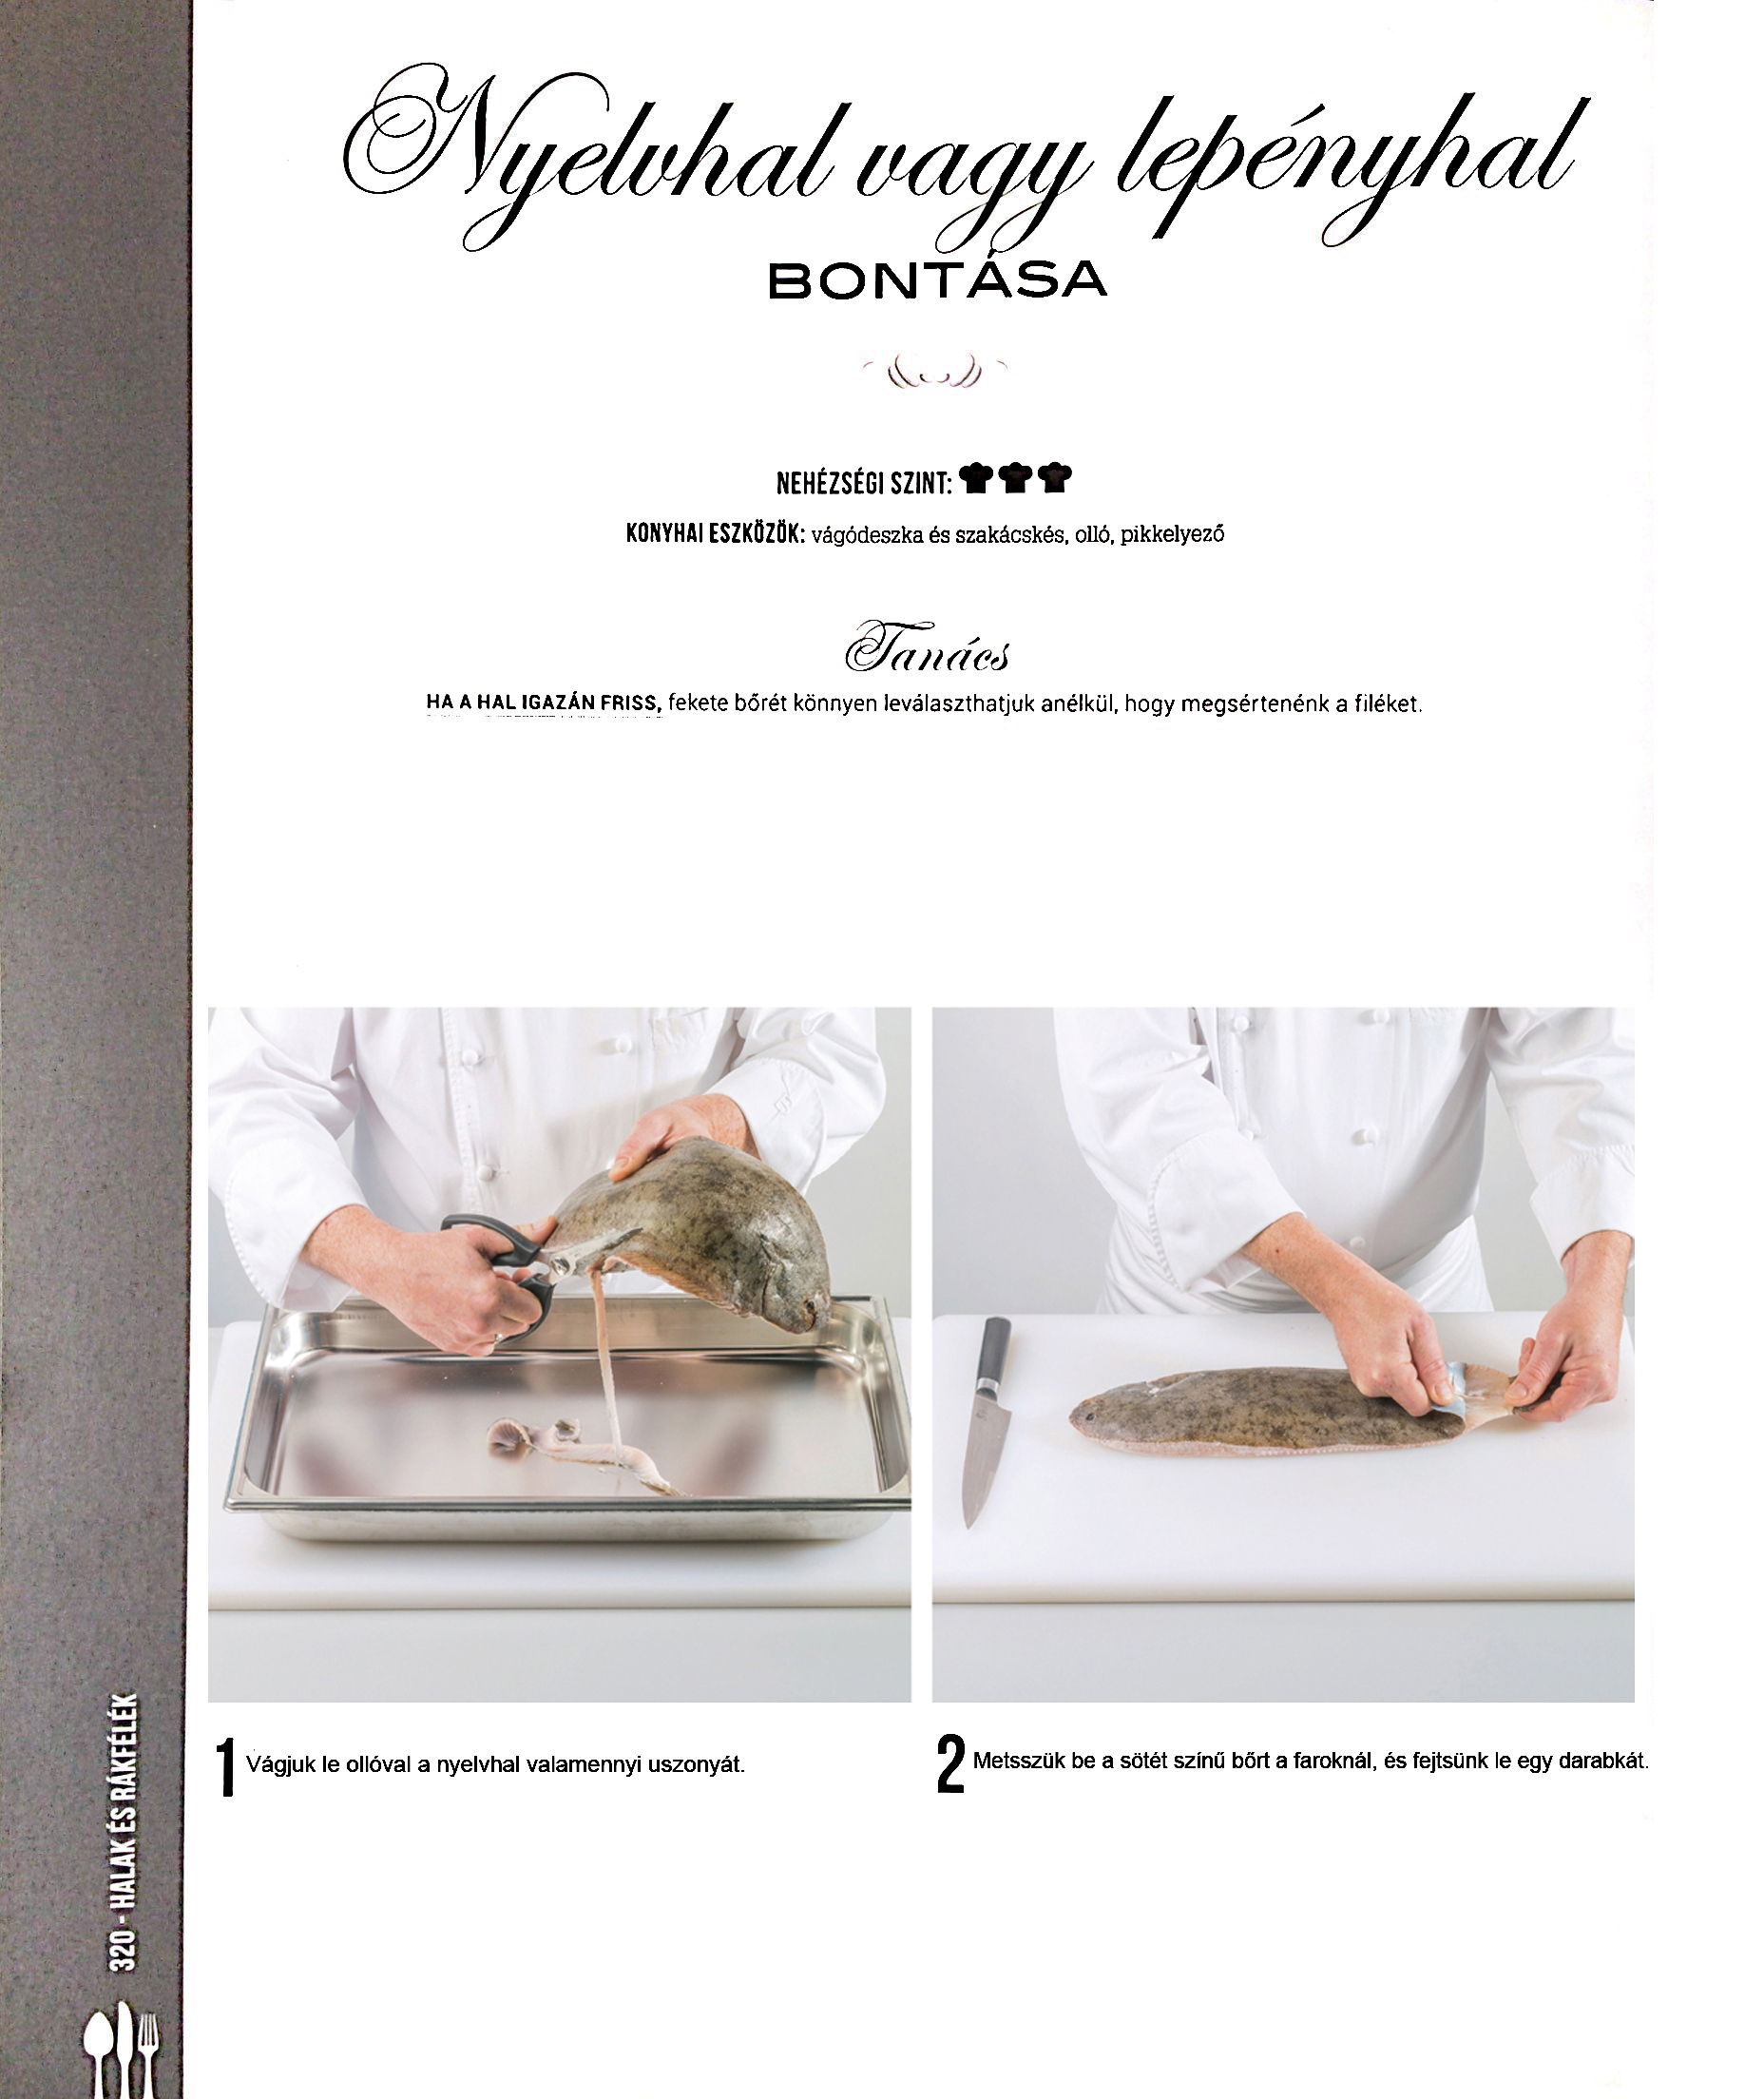 Nyelvhal vagy lepényhal
BONTÁSA
NEHÉZSÉGI SZINT:
KONYHAI ESZKÖZÖK: vágódeszka és szakácskés, olló, pikkelyező
Tanács
HA A HAL IGAZÁN FRISS, fekete bőrét könnyen leválaszthatjuk anélkül, hogy megsértenénk a filéket.
1 Vágjuk le ollóval a nyelvhal valamennyi uszonyát.
2 Metsszük be a sötét színű bőrt a faroknál, és fejtsünk le egy darabkát.
320 - HALAK ÉS RÁKFÉLÉK